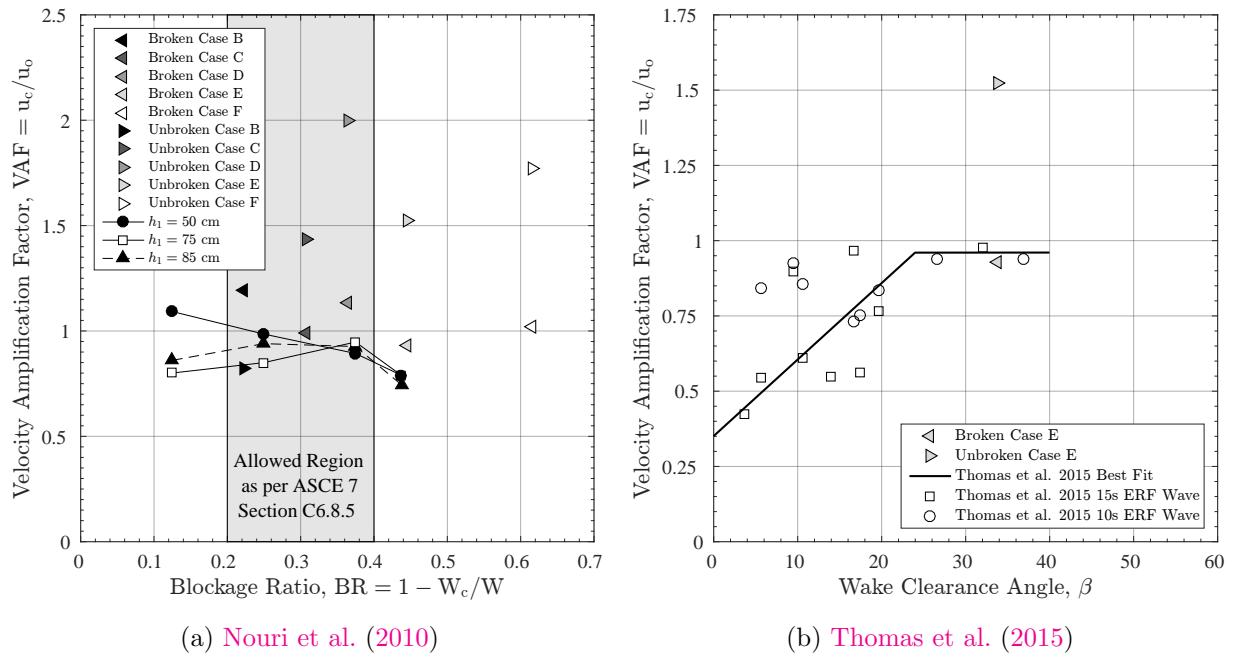 Velocity Amplification Factor, VAF = u_c/u_o
2.5
2
1.5
1
0.5
0
Broken Case B
Broken Case C
Broken Case D
Broken Case E
Broken Case F
Unbroken Case B
Unbroken Case C
Unbroken Case D
Unbroken Case E
Unbroken Case F
h_1 = 50 cm
h_1 = 75 cm
h_1 = 85 cm
Allowed Region
as per ASCE 7
Section C6.8.5
0 0.1 0.2 0.3 0.4 0.5 0.6 0.7
Blockage Ratio, BR = 1 − W_c/W
(a) Nouri et al. (2010)
Velocity Amplification Factor, VAF = u_c/u_o
1.75
1.5
1.25
1
0.75
0.5
0.25
0
Broken Case E
Unbroken Case E
Thomas et al. 2015 Best Fit
Thomas et al. 2015 15s ERF Wave
Thomas et al. 2015 10s ERF Wave
0 10 20 30 40 50 60
Wake Clearance Angle, β
(b) Thomas et al. (2015)